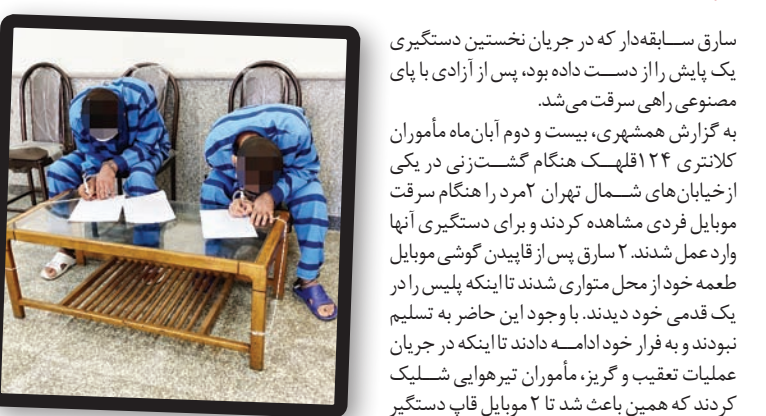 سارق سابقه‌دار که در جریان نخستین دستگیری
یک پایش را از دست داده بود، پس از آزادی با پای
مصنوعی راهی سرقت می‌شد.
به گزارش همشهری، بیست و دوم آبان‌ماه مأموران
کلانتری ۱۲۴قلهک هنگام گشت‌زنی در یکی
ازخیابان‌های شمال تهران ۲مرد را هنگام سرقت
موبایل فردی مشاهده کردند و برای دستگیری آنها
وارد عمل شدند. ۲ سارق پس از قاپیدن گوشی موبایل
طعمه خود از محل متواری شدند تا اینکه پلیس را در
یک قدمی خود دیدند. با وجود این حاضر به تسلیم
نبودند و به فرار خود ادامه دادند تا اینکه در جریان
عملیات تعقیب و گریز، مأموران تیرهوایی شلیک
کردند که همین باعث شد تا ۲ موبایل قاپ دستگیر